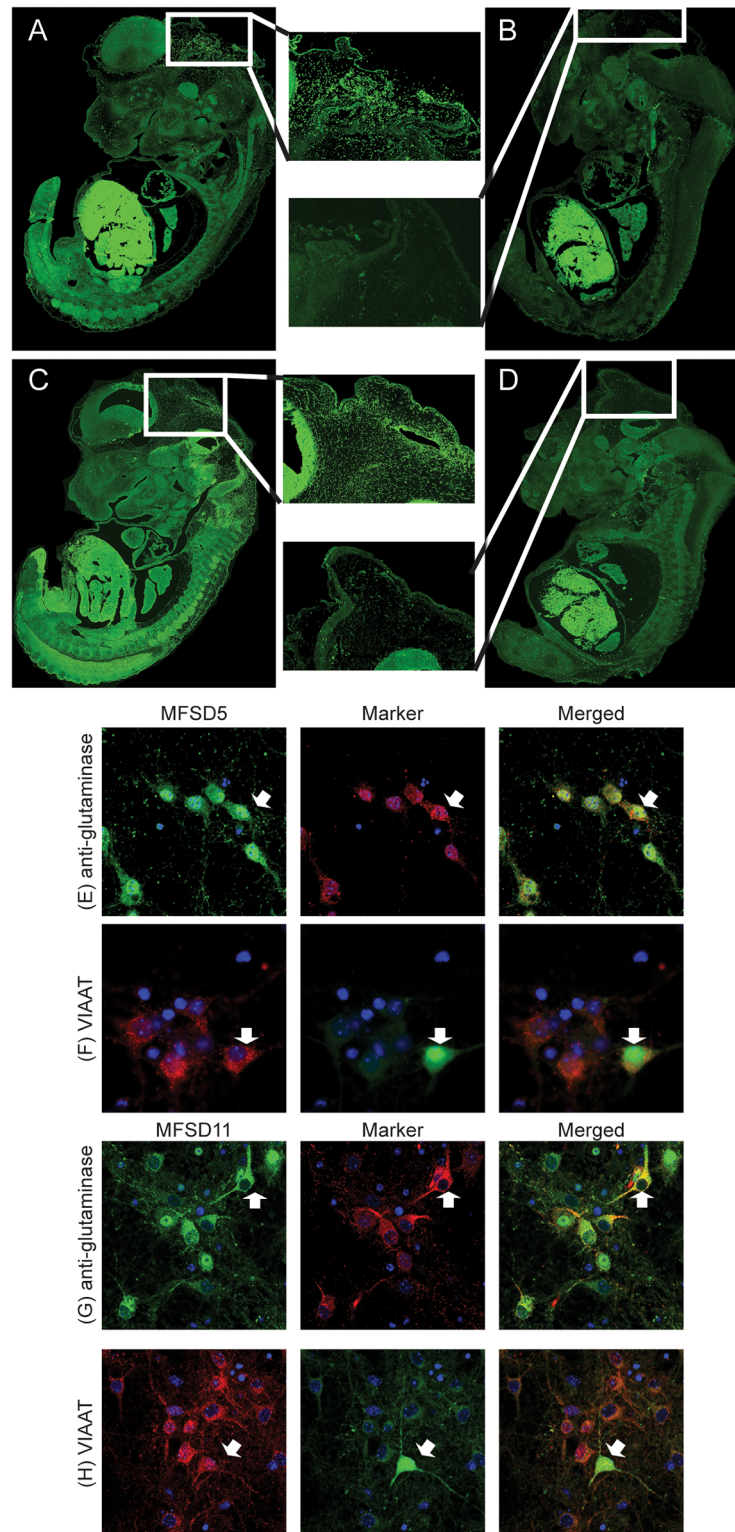 A
B
C
D
MFSD5 Marker Merged
(E) anti-glutaminase
(F) VIAAT
MFSD11 Marker Merged
(G) anti-glutaminase
(H) VIAAT